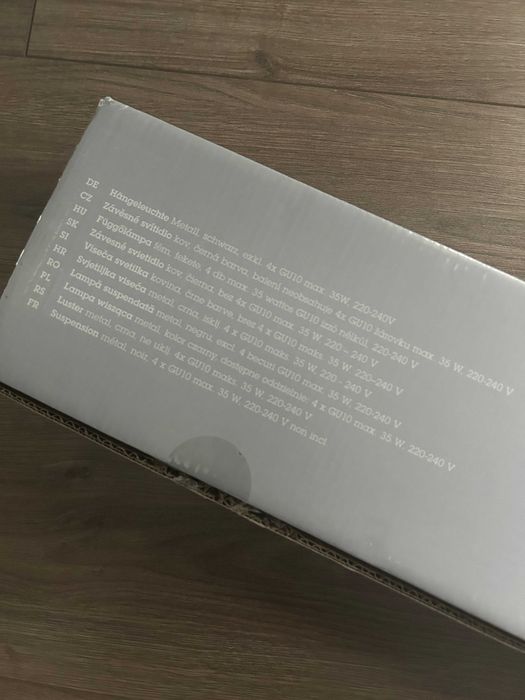 DE Hängeleuchte Metall, schwarz, exkl. 4x GU10 max. 35W, 220-240V
CZ Závěsné svítidlo kov, černá barva, balení neobsahuje 4x GU10 žárovku max. 35 W, 220-240 V
HU Függőlámpa fém, fekete, 4 db max. 35 wattos GU10 izzó nélkül, 220-240 V
SK Závesné svietidlo kov, čierna, bez 4x GU10 max. 35 W, 220 – 240 V
SI Viseča svetilka kovina, črne barve, brez 4 x GU10 maks. 35 W, 220–240 V
HR Svjetiljka viseća metal, crna, isklj. 4 x GU10 maks. 35 W, 220 - 240 V
RO Lampă suspendată metal, negru, excl. 4 becuri GU10 max. 35 W, 220-240 V
PL Lampa wisząca metal, kolor czarny, dostępne oddzielnie: 4 x GU10 max. 35 W, 220-240 V
RS Luster metal, crna, ne uklj. 4x GU10 maks. 35 W, 220-240 V
FR Suspension métal, noir, 4 x GU10 max. 35 W, 220-240 V non incl